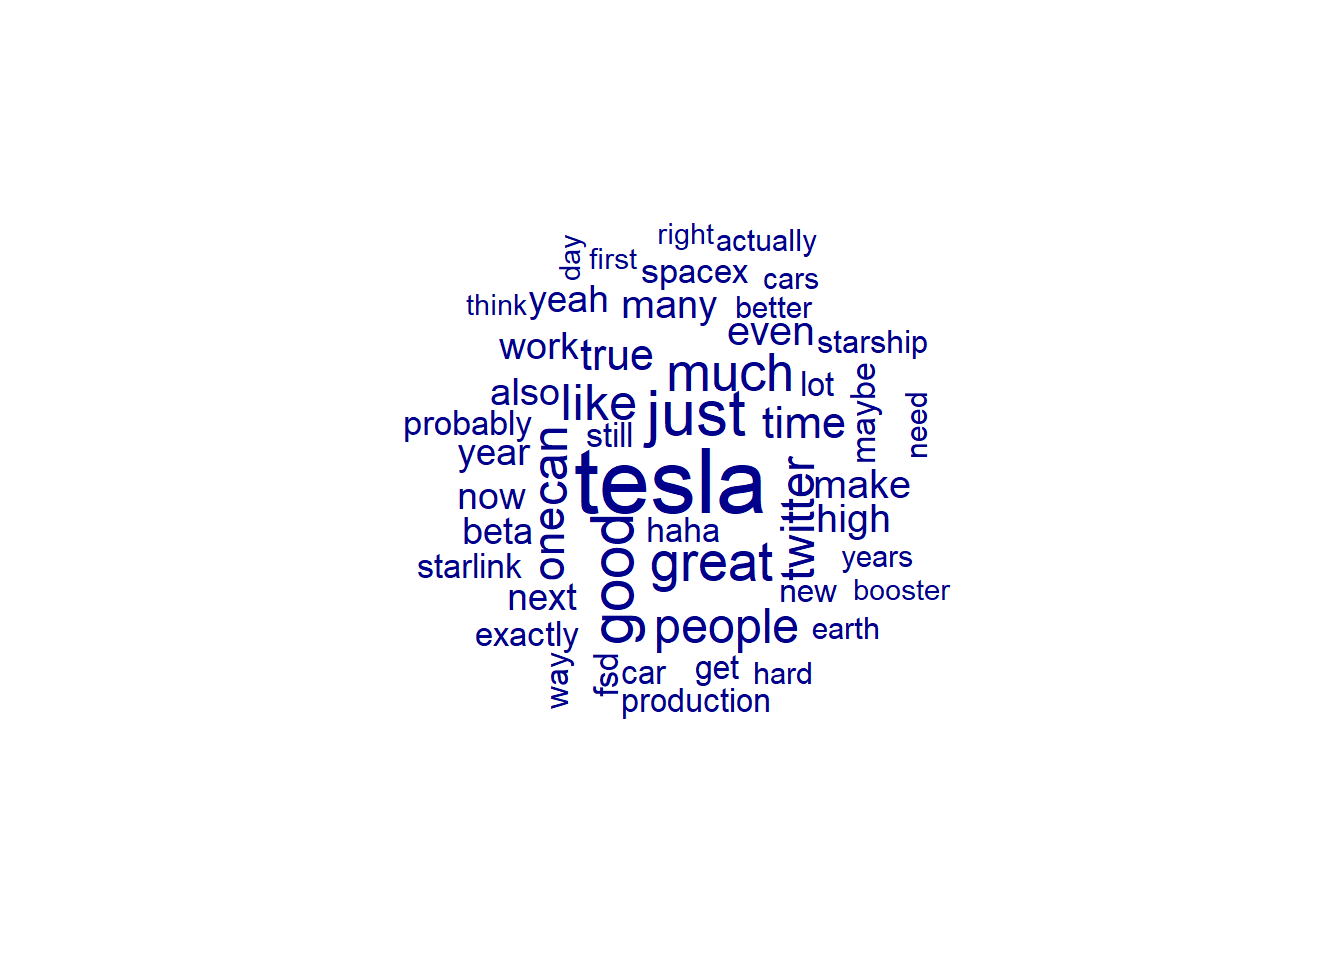 right
actually
day
first
spacex
cars
think
yeah
many
better
even
starship
work
true
much
lot
also
like
just
time
maybe
need
probably
still
year
can
tesla
twitter
make
now
one
good
haha
high
beta
great
starlink
years
next
new
booster
exactly
people
earth
way
fsd
car
get
hard
production